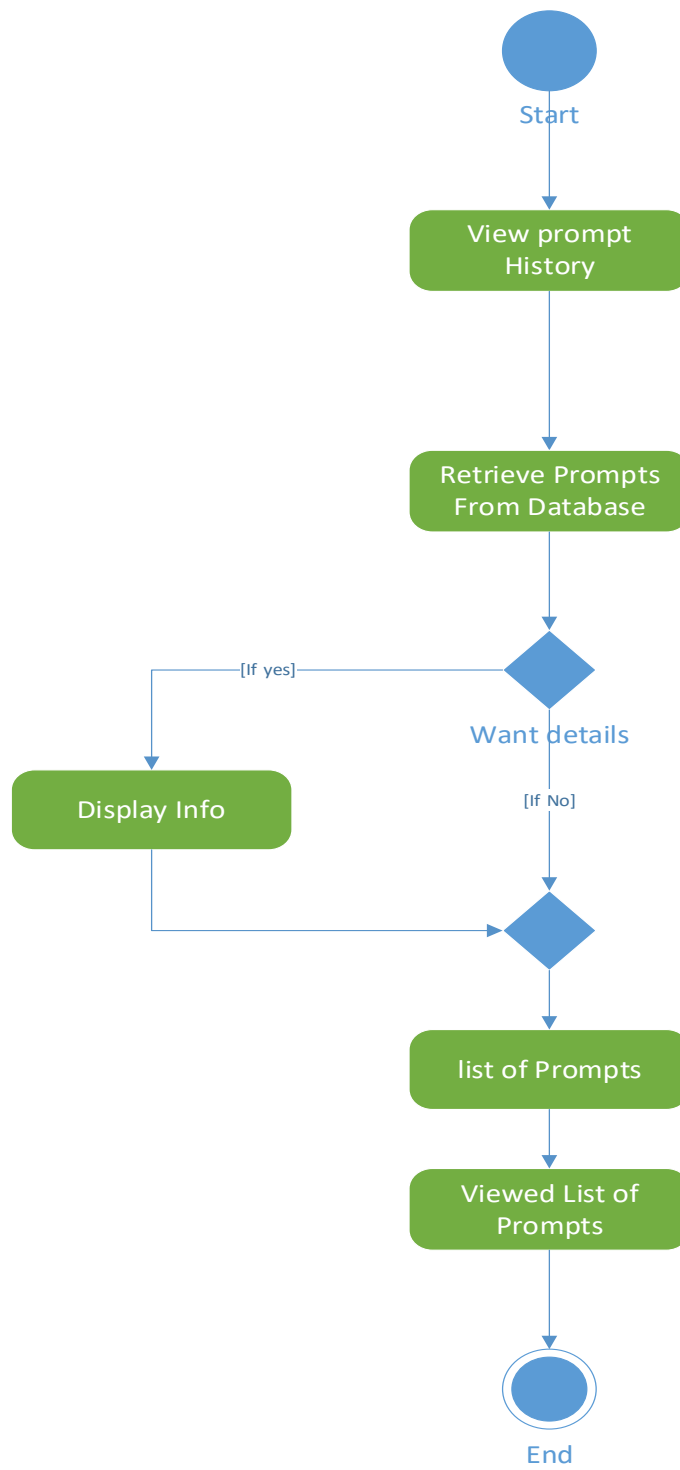 Start
View prompt
History
Retrieve Prompts
From Database
[If yes]
Want details
[If No]
Display Info
list of Prompts
Viewed List of
Prompts
End